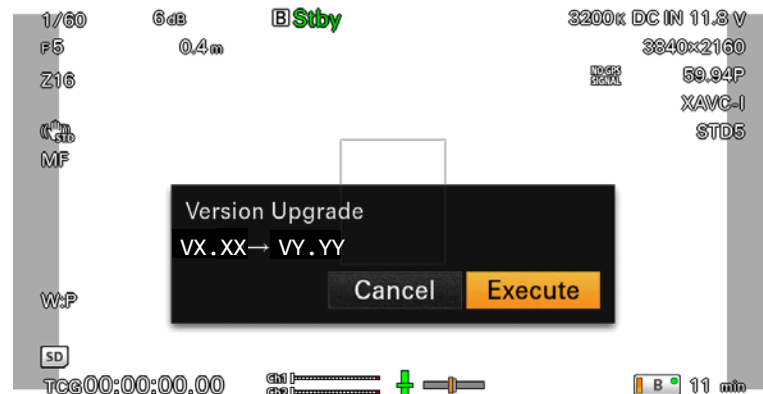 1/60 6dB B Stby 3200K DC IN 11.8 V
F5 0.4m 3840×2160
Z16 NO GPS SIGNAL 59.94P
XAVC-I
STD STD5
MF
Version Upgrade
VX.XX→ VY.YY
Cancel Execute
W:P
SD
TCG00:00:00.00 Ch1 B 11 min
Ch2